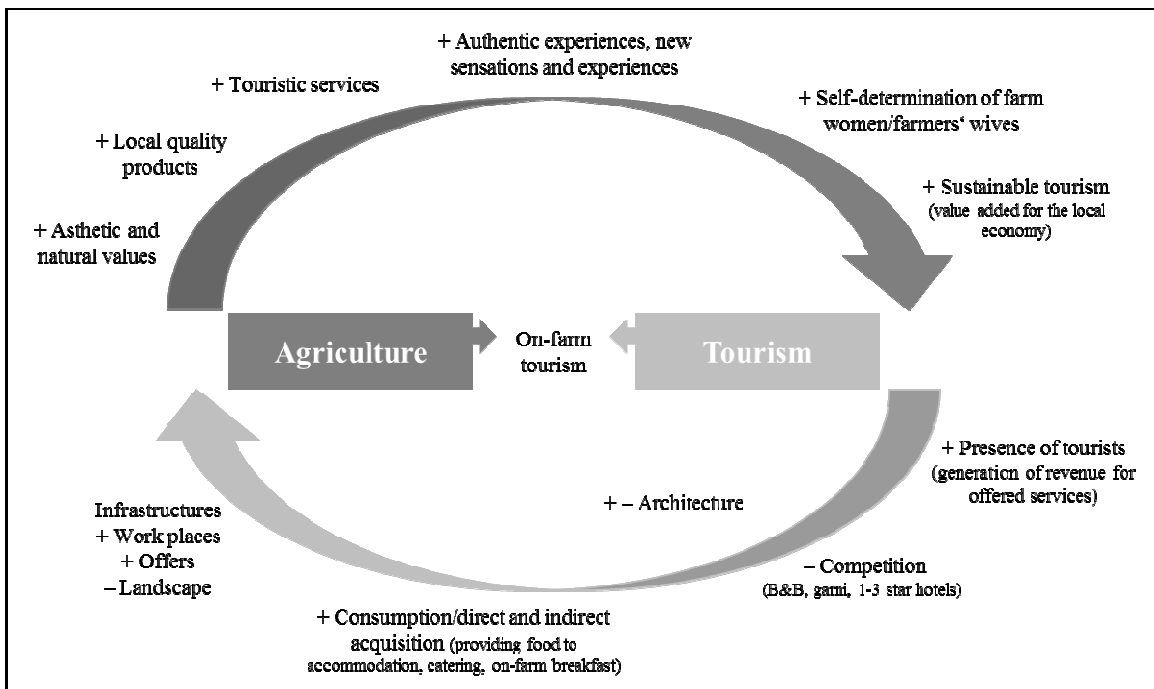 + Authentic experiences, new
sensations and experiences
+ Touristic services
+ Self-determination of farm
women/farmers‘ wives
+ Local quality
products
+ Sustainable tourism
(value added for the local
economy)
+ Asthetic and
natural values
Agriculture
On-farm
tourism
Tourism
+ Presence of tourists
(generation of revenue for
offered services)
+ – Architecture
Infrastructures
+ Work places
+ Offers
– Landscape
– Competition
(B&B, garni, 1-3 star hotels)
+ Consumption/direct and indirect
acquisition (providing food to
accommodation, catering, on-farm breakfast)